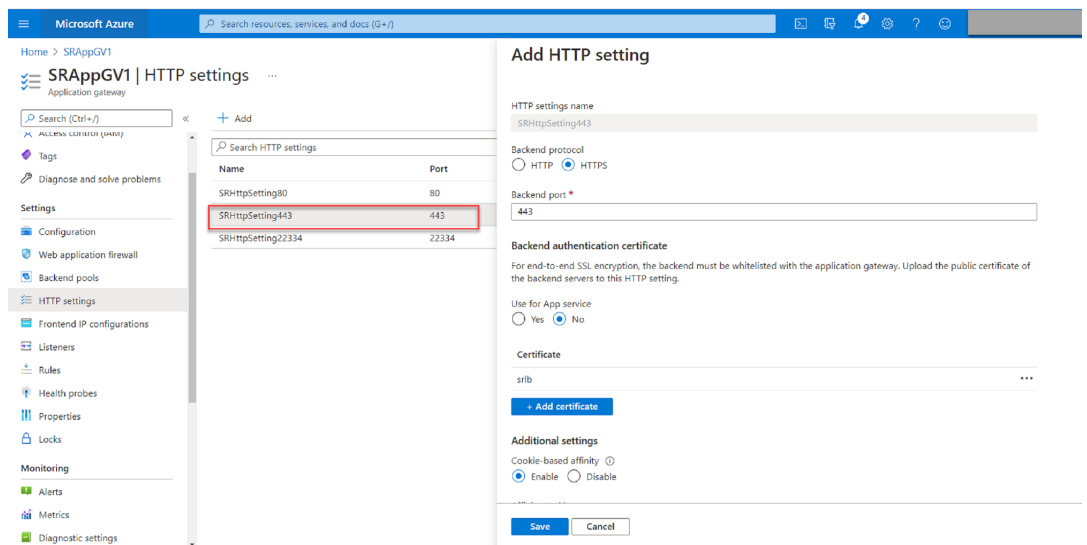 Microsoft Azure
Search resources, services, and docs (G+/)
4
Home > SRAppGV1
SRAppGV1 | HTTP settings ...
Application gateway
Search (Ctrl+/)
«
Access control (IAM)
Tags
Diagnose and solve problems
Settings
Configuration
Web application firewall
Backend pools
HTTP settings
Frontend IP configurations
Listeners
Rules
Health probes
Properties
Locks
Monitoring
Alerts
Metrics
Diagnostic settings
+ Add
Search HTTP settings
Name Port
SRHttpSetting80 80
SRHttpSetting443 443
SRHttpSetting22334 22334
Add HTTP setting
HTTP settings name
SRHttpSetting443
Backend protocol
HTTP HTTPS
Backend port *
443
Backend authentication certificate
For end-to-end SSL encryption, the backend must be whitelisted with the application gateway. Upload the public certificate of
the backend servers to this HTTP setting.
Use for App service
Yes No
Certificate
srlb ...
+ Add certificate
Additional settings
Cookie-based affinity
Enable Disable
Save Cancel